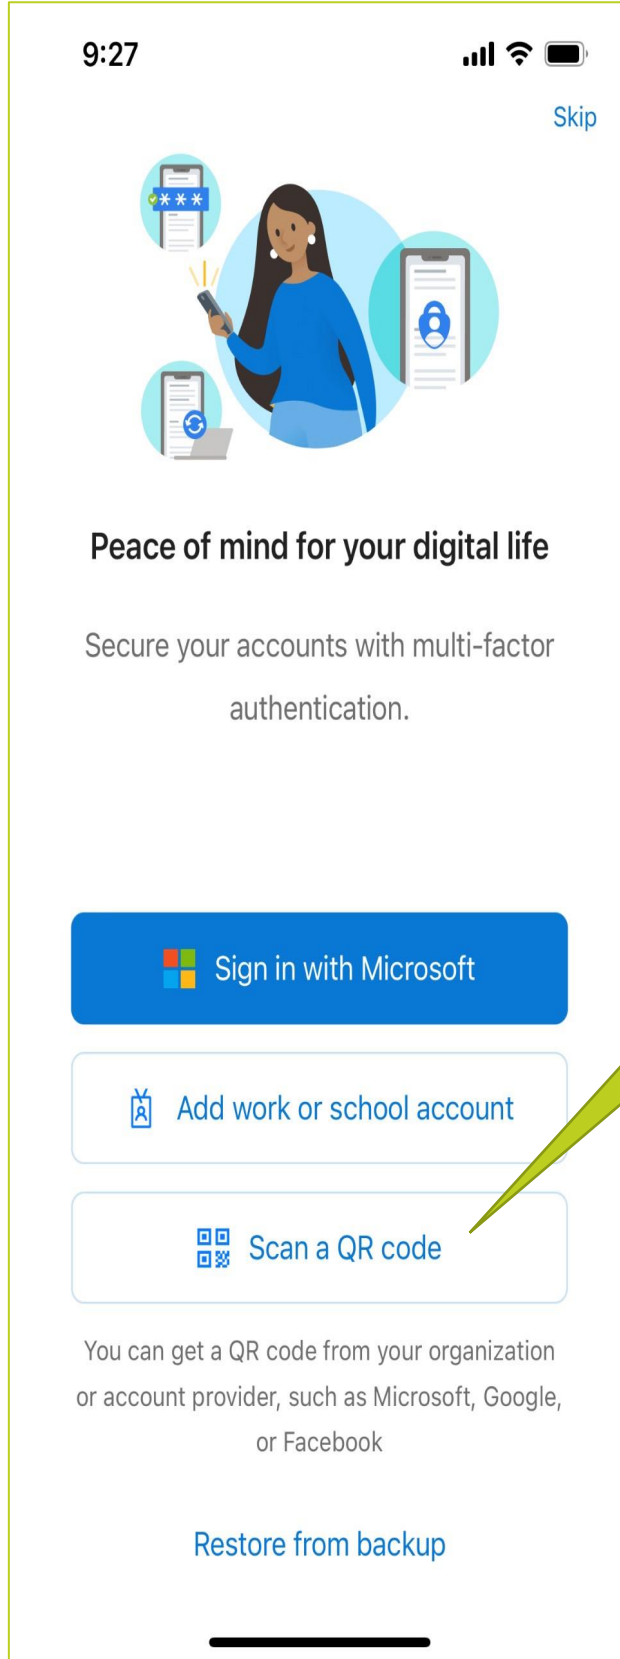 9:27
Skip
***
Peace of mind for your digital life
Secure your accounts with multi-factor
authentication.
Sign in with Microsoft
Add work or school account
Scan a QR code
You can get a QR code from your organization
or account provider, such as Microsoft, Google,
or Facebook
Restore from backup